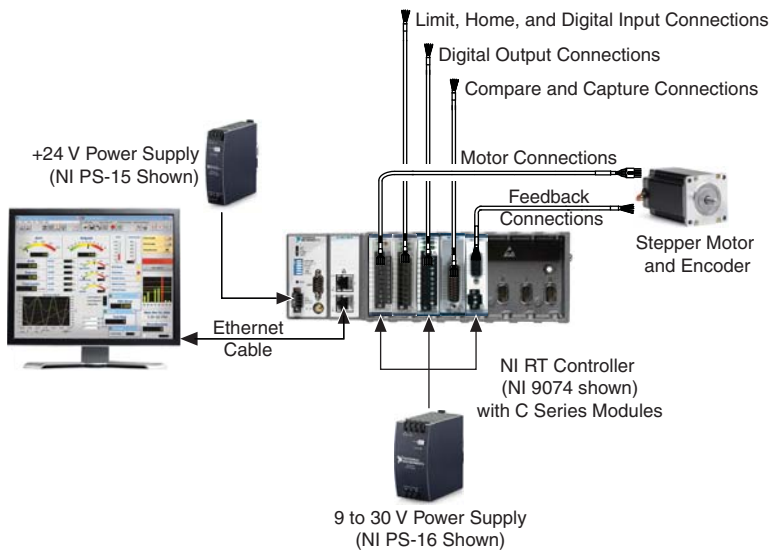 Limit, Home, and Digital Input Connections
Digital Output Connections
Compare and Capture Connections
+24 V Power Supply
(NI PS-15 Shown)
Motor Connections
Feedback
Connections
Stepper Motor
and Encoder
Ethernet
Cable
NI RT Controller
(NI 9074 shown)
with C Series Modules
9 to 30 V Power Supply
(NI PS-16 Shown)